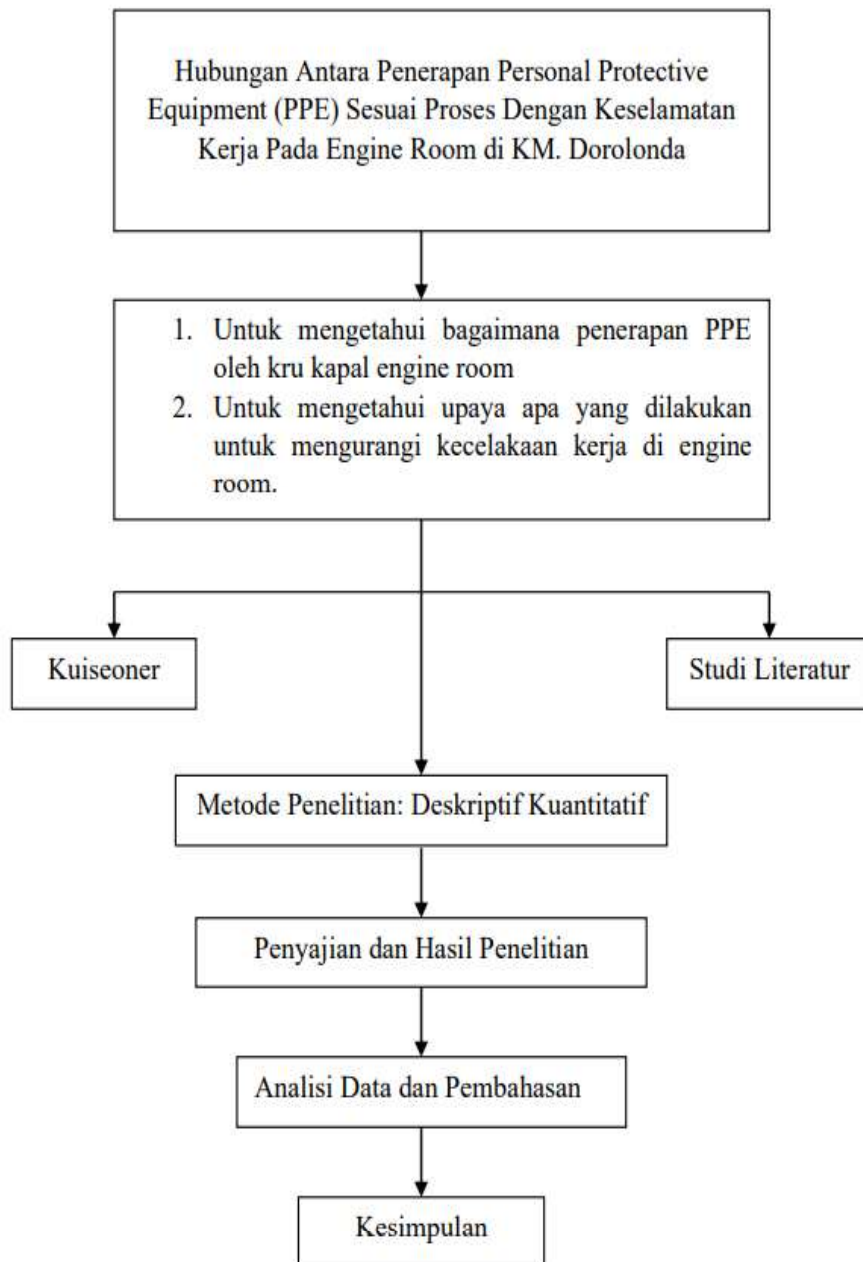 Hubungan Antara Penerapan Personal Protective
Equipment (PPE) Sesuai Proses Dengan Keselamatan
Kerja Pada Engine Room di KM. Dorolonda
1. Untuk mengetahui bagaimana penerapan PPE
oleh kru kapal engine room
2. Untuk mengetahui upaya apa yang dilakukan
untuk mengurangi kecelakaan kerja di engine
room.
Kuiseoner
Studi Literatur
Metode Penelitian: Deskriptif Kuantitatif
Penyajian dan Hasil Penelitian
Analisi Data dan Pembahasan
Kesimpulan